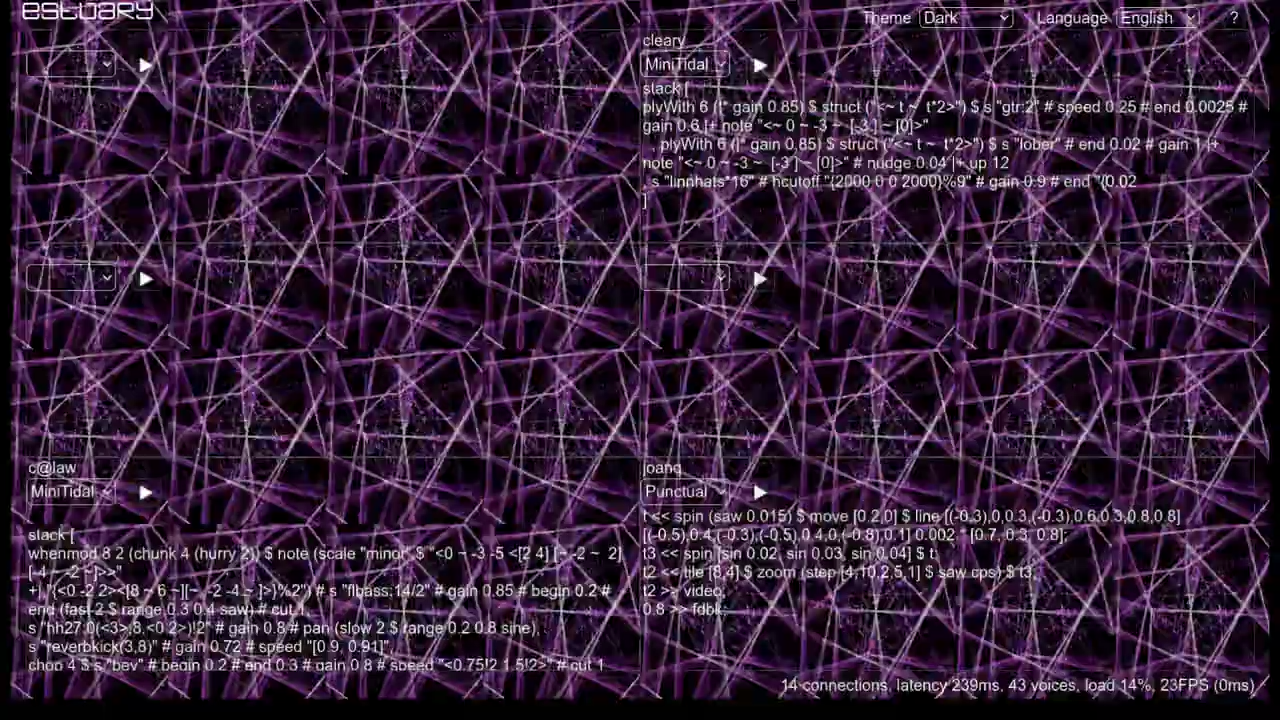 estuary
Theme Dark Language English ?
cleary
MiniTidal
stack [
plyWith 6 (|* gain 0.85) $ struct ("<~ t ~ t*2>") $ s "gtr:2" # speed 0.25 # end 0.0025 #
gain 0.6 |+ note "<~ 0 ~ -3 ~ [-3 ] ~ [0]>"
, plyWith 6 (|* gain 0.85) $ struct ("<~ t ~ t*2>") $ s "lober" # end 0.02 # gain 1 |+
note "<~ 0 ~ -3 ~ [-3 ] ~ [0]>" # nudge 0.04 |+ up 12
, s "linnhats*16" # hcutoff "{2000 0 0 2000}%9" # gain 0.9 # end "{0.02
]
c@law
MiniTidal
stack [
whenmod 8 2 (chunk 4 (hurry 2)) $ note (scale "minor" $ "<0 ~ -3 -5 <[2 4] [~ -2 ~ 2]
[-4 ~ -2 ~]>>"
+| "{<0 -2 2><[8 ~ 6 ~][~ -2 -4 ~ ]>}%2") # s "flbass:14/2" # gain 0.85 # begin 0.2 #
end (fast 2 $ range 0.3 0.4 saw) # cut 1,
s "hh27:0(<3>,8,<0 2>)!2" # gain 0.8 # pan (slow 2 $ range 0.2 0.8 sine),
s "reverbkick(3,8)" # gain 0.72 # speed "[0.9, 0.91]",
chop 4 $ s "bev" # begin 0.2 # end 0.3 # gain 0.8 # speed "<0.75!2 1.5!2>" # cut 1
joanq
Punctual
t << spin (saw 0.015) $ move [0.2,0] $ line [(-0.3),0,0.3,(-0.3),0.6,0.3,0.8,0.8]
[(-0.5),0.4,(-0.3),(-0.5),0.4,0,(-0.8),0.1] 0.002 * [0.7, 0.3, 0.8];
t3 << spin [sin 0.02, sin 0.03, sin 0.04] $ t;
t2 << tile [8,4] $ zoom (step [4,10,2,5,1] $ saw cps) $ t3;
t2 >> video;
0.8 >> fdbk;
14 connections, latency 239ms, 43 voices, load 14%, 23FPS (0ms)